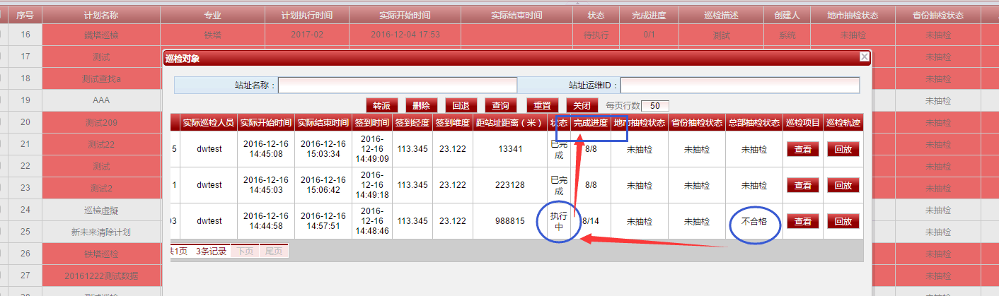 序号 计划名称 专业 计划执行时间 实际开始时间 实际结束时间 状态 完成进度 巡检描述 创建人 地市抽检状态 省份抽检状态
16 鐵塔巡檢 铁塔 2017-02 2016-12-04 17:53 待执行 0/1 測試 系统 未抽检 未抽检
17 测试 未抽检
18 测试查找a 未抽检
19 AAA 未抽检
20 测试209 未抽检
21 测试22 未抽检
22 测试 未抽检
23 测试2 未抽检
24 巡檢虛擬 未抽检
25 新未来清除计划 未抽检
26 铁塔巡检 未抽检
27 20161222测试数据 未抽检
巡检对象
站址名称： 站址运维ID：
转派 删除 回退 查询 重置 关闭 每页行数 50
实际巡检人员 实际开始时间 实际结束时间 签到时间 签到经度 签到维度 距站址距离（米） 状态 完成进度 地市抽检状态 省份抽检状态 总部抽检状态 巡检项目 巡检轨迹
5 dwtest 2016-12-16 14:45:08 2016-12-16 15:03:34 2016-12-16 14:49:09 113.345 23.122 13341 已完成 8/8 未抽检 未抽检 未抽检 查看 回放
1 dwtest 2016-12-16 14:45:03 2016-12-16 15:06:42 2016-12-16 14:49:18 113.345 23.122 223128 已完成 8/8 未抽检 未抽检 未抽检 查看 回放
dwtest 2016-12-16 14:44:58 2016-12-16 14:57:51 2016-12-16 14:48:46 113.345 23.122 988815 执行中 8/14 未抽检 未抽检 不合格 查看 回放
共1页 3条记录 下页 尾页